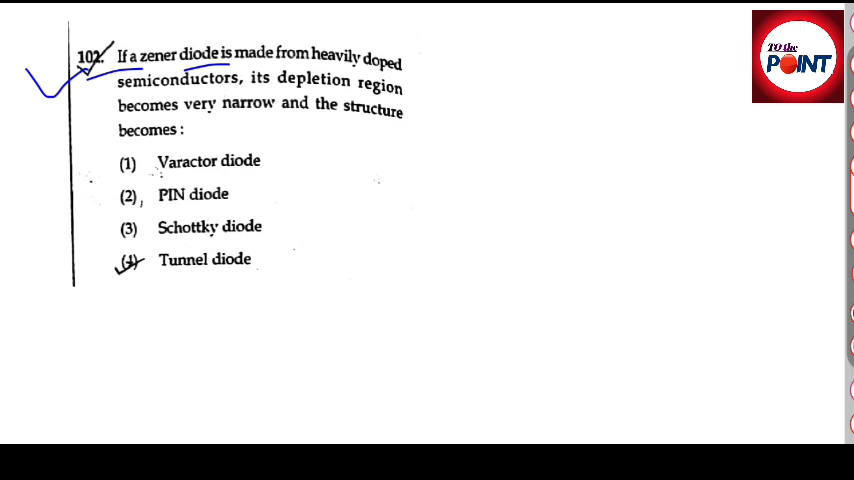 TO the
POINT
102. If a zener diode is made from heavily doped
semiconductors, its depletion region
becomes very narrow and the structure
becomes :
(1) Varactor diode
(2) PIN diode
(3) Schottky diode
(4) Tunnel diode